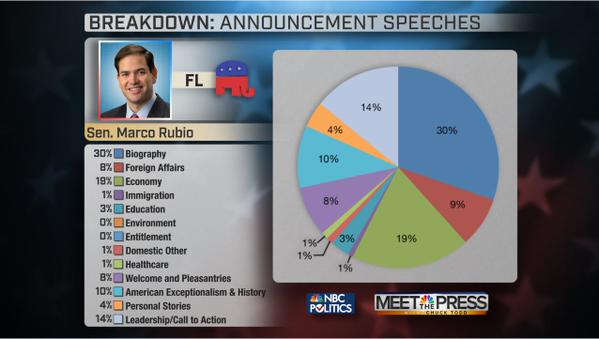 BREAKDOWN: ANNOUNCEMENT SPEECHES
FL
Sen. Marco Rubio
30% Biography
8% Foreign Affairs
19% Economy
1% Immigration
3% Education
0% Environment
0% Entitlement
1% Domestic Other
1% Healthcare
8% Welcome and Pleasantries
10% American Exceptionalism & History
4% Personal Stories
14% Leadership/Call to Action
14%
30%
4%
10%
9%
8%
19%
1%
1%
3%
1%
NBC
POLITICS
MEET THE PRESS
WITH CHUCK TODD